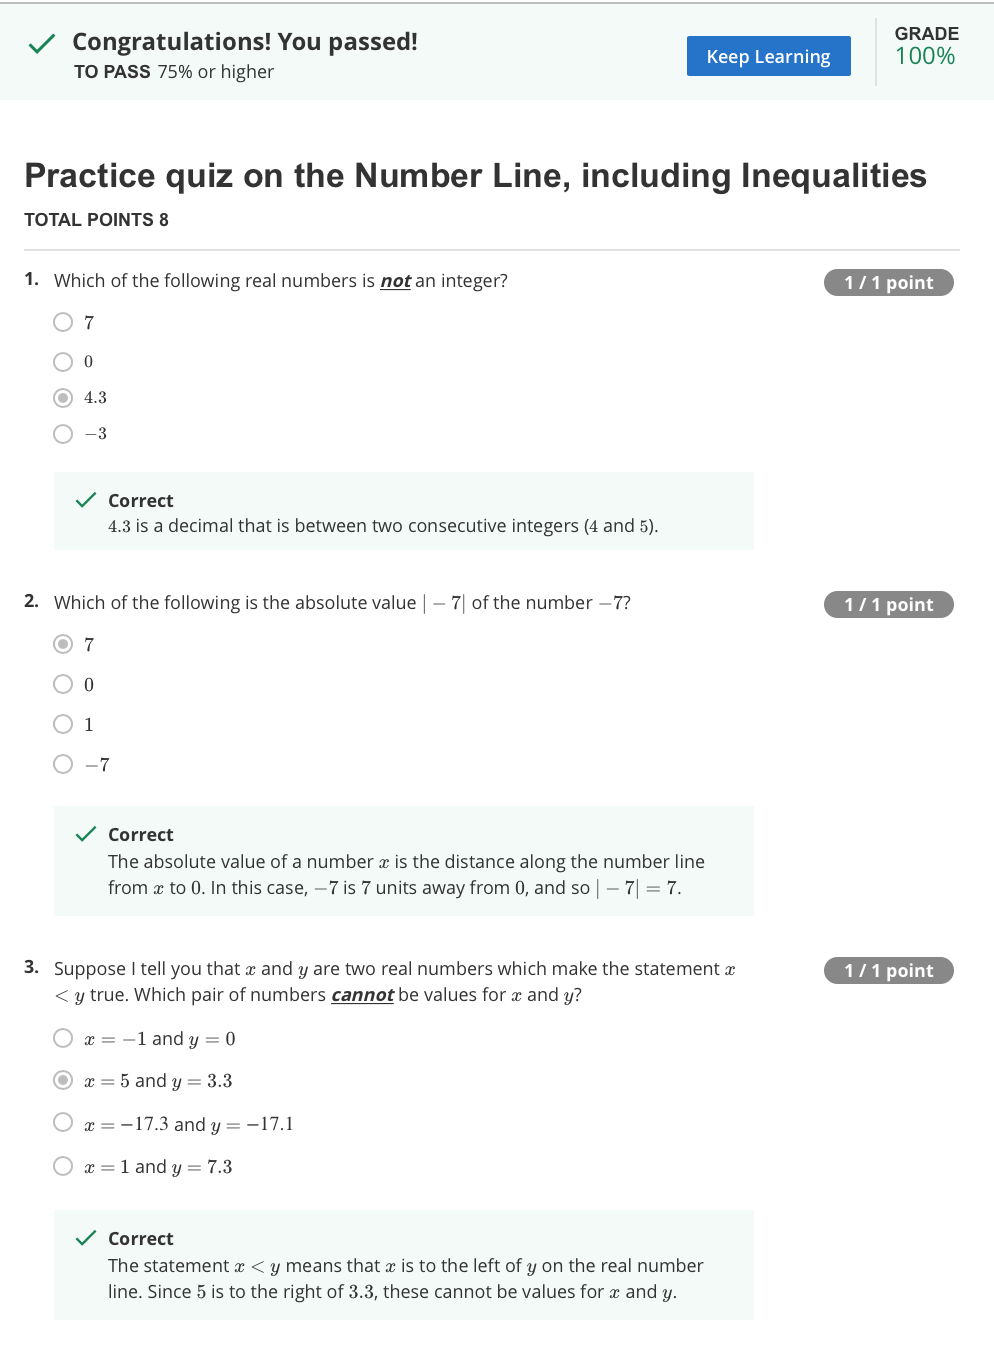 Congratulations! You passed!
TO PASS 75% or higher
Keep Learning
GRADE
100%
Practice quiz on the Number Line, including Inequalities
TOTAL POINTS 8
1. Which of the following real numbers is not an integer?
1 / 1 point
7
0
4.3
−3
Correct
4.3 is a decimal that is between two consecutive integers (4 and 5).
2. Which of the following is the absolute value | − 7| of the number −7?
1 / 1 point
7
0
1
−7
Correct
The absolute value of a number x is the distance along the number line
from x to 0. In this case, −7 is 7 units away from 0, and so | − 7| = 7.
3. Suppose I tell you that x and y are two real numbers which make the statement x
< y true. Which pair of numbers cannot be values for x and y?
1 / 1 point
x = −1 and y = 0
x = 5 and y = 3.3
x = −17.3 and y = −17.1
x = 1 and y = 7.3
Correct
The statement x < y means that x is to the left of y on the real number
line. Since 5 is to the right of 3.3, these cannot be values for x and y.